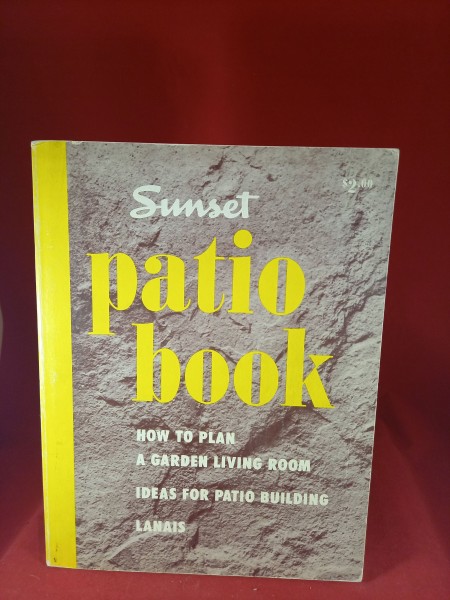 Sunset
$2.00
patio
book
HOW TO PLAN
A GARDEN LIVING ROOM
IDEAS FOR PATIO BUILDING
LANAIS